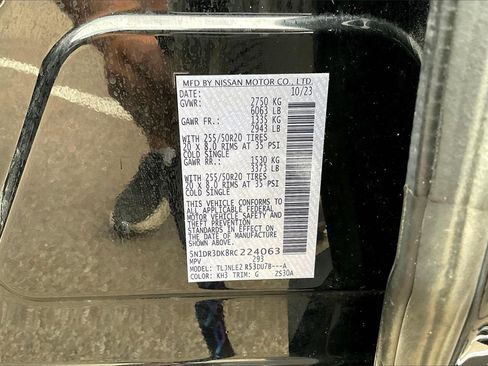 MFD BY NISSAN MOTOR CO., LTD.
DATE: 10/23
GVWR: 2750 KG
6063 LB
GAWR FR.: 1335 KG
2943 LB
WITH 255/50R20 TIRES
20 X 8.0 RIMS AT 35 PSI
COLD SINGLE
GAWR RR.: 1530 KG
3373 LB
WITH 255/50R20 TIRES
20 X 8.0 RIMS AT 35 PSI
COLD SINGLE
THIS VEHICLE CONFORMS TO
ALL APPLICABLE FEDERAL
MOTOR VEHICLE SAFETY AND
THEFT PREVENTION
STANDARDS IN EFFECT ON
THE DATE OF MANUFACTURE
SHOWN ABOVE.
5N1DR3DK8RC224063
MPV 293
MODEL: TLJNLE2 R53DU7B---A
COLOR: KH3 TRIM: G ZS30A